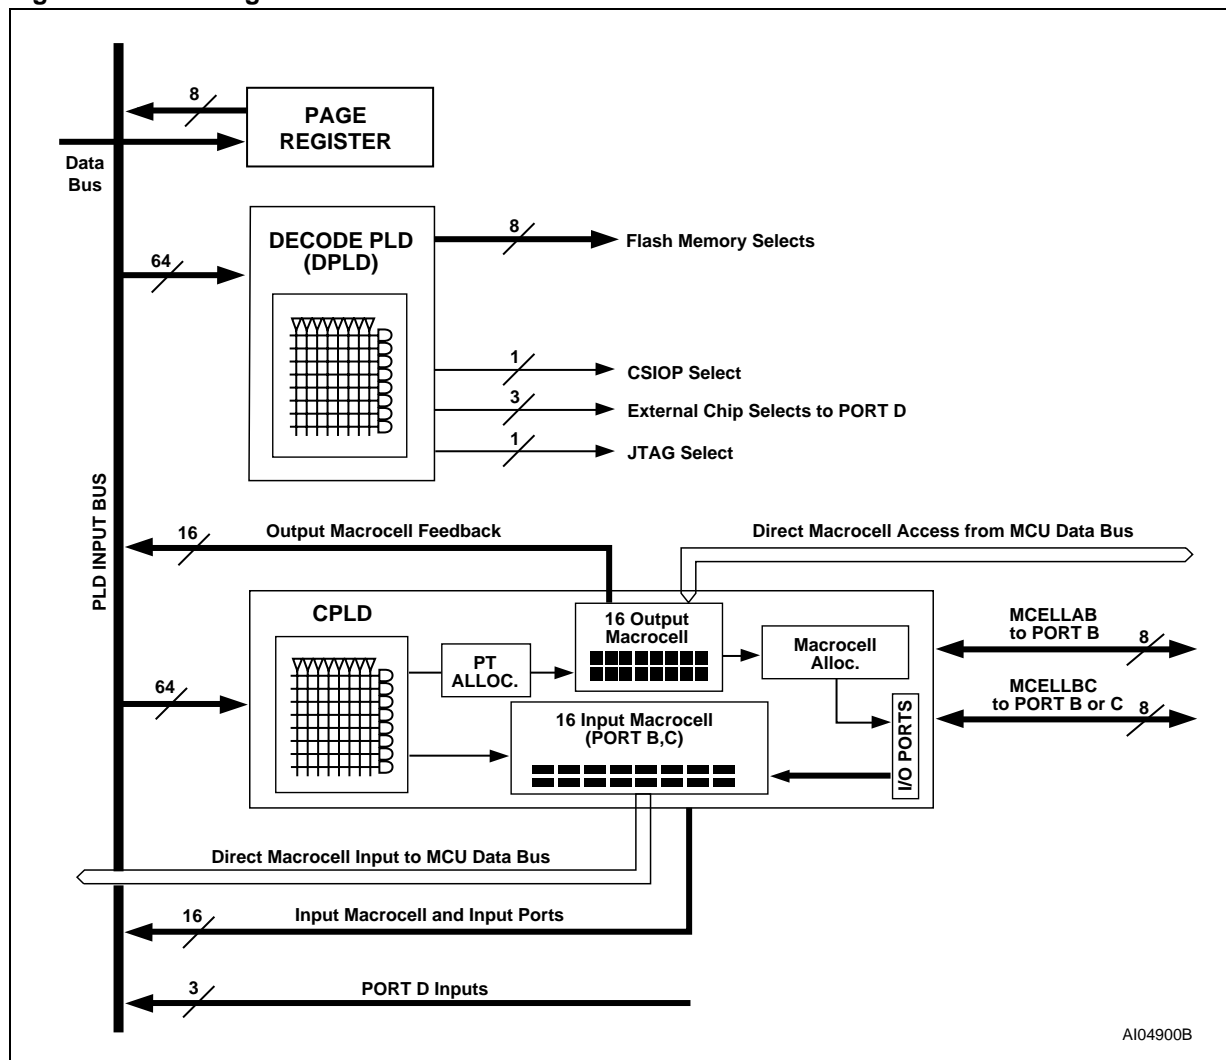 8
PAGE
REGISTER
Data
Bus
DECODE PLD
(DPLD)
8
Flash Memory Selects
64
1
CSIOP Select
3
External Chip Selects to PORT D
1
JTAG Select
PLD INPUT BUS
16
Output Macrocell Feedback
Direct Macrocell Access from MCU Data Bus
CPLD
16 Output
Macrocell
MCELLAB
to PORT B
8
Macrocell
Alloc.
PT
ALLOC.
64
MCELLBC
to PORT B or C
8
16 Input Macrocell
(PORT B,C)
I/O PORTS
Direct Macrocell Input to MCU Data Bus
16
Input Macrocell and Input Ports
3
PORT D Inputs
AI04900B